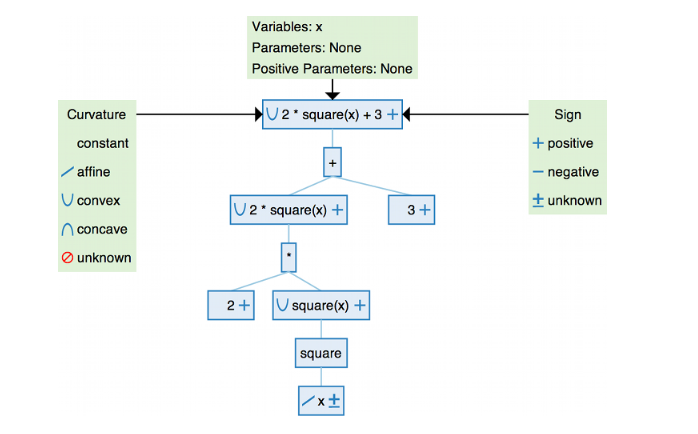 Variables: x
Parameters: None
Positive Parameters: None
Curvature
constant
affine
convex
concave
unknown
∪ 2 * square(x) + 3 +
Sign
+ positive
− negative
± unknown
+
∪ 2 * square(x) +
3 +
*
2 +
∪ square(x) +
square
x ±